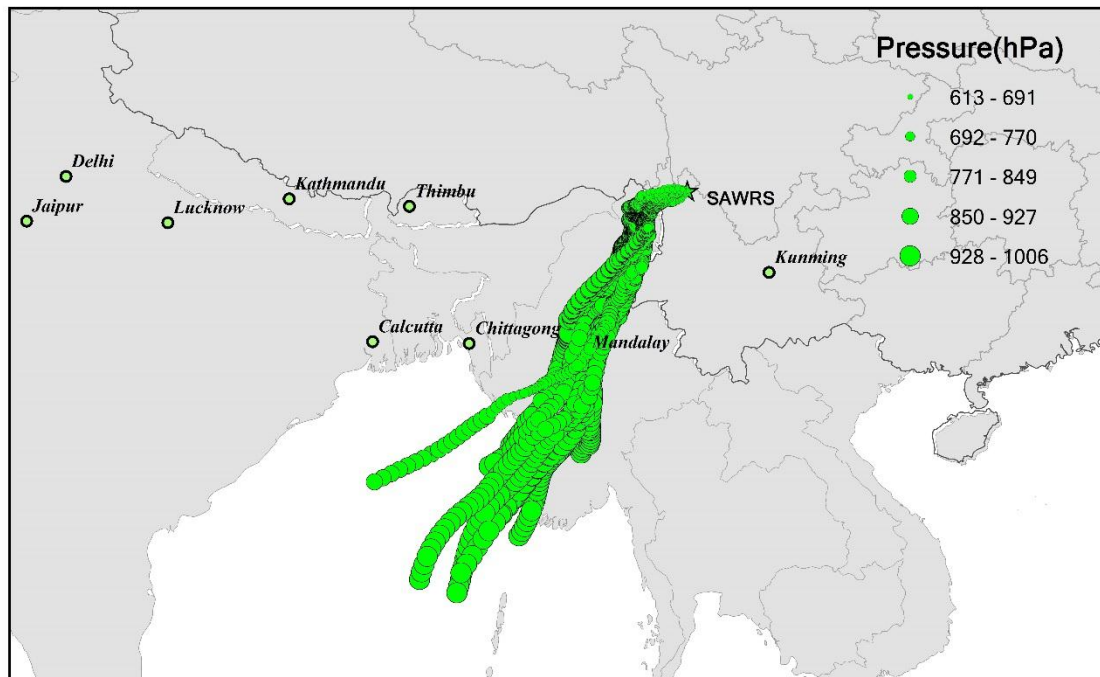 Pressure(hPa)
613 - 691
692 - 770
771 - 849
850 - 927
928 - 1006
Delhi
Jaipur
Lucknow
Kathmandu
Thimbu
SAWRS
Kunming
Calcutta
Chittagong
Mandalay